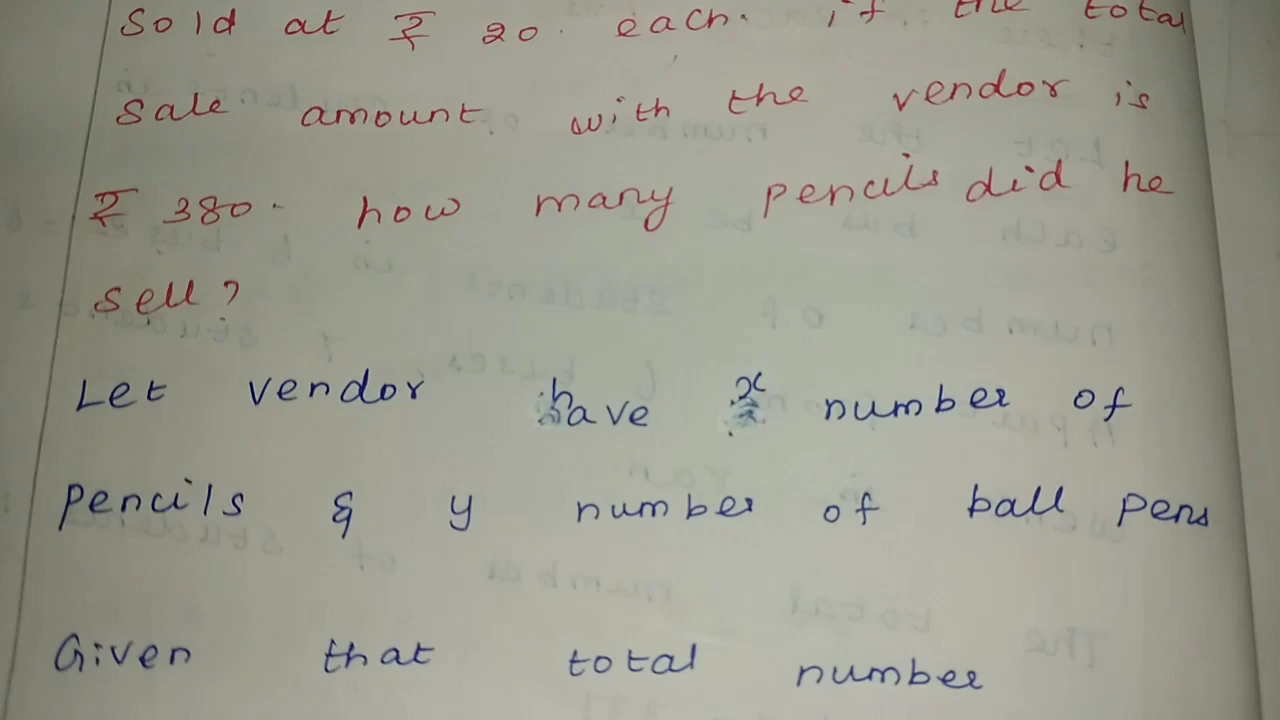 Sold at ₹ 20. each. if the total
sale amount with the vendor is
₹ 380. how many pencils did he
sell?
Let vendor have x number of
pencils & y number of ball pens
Given that total number